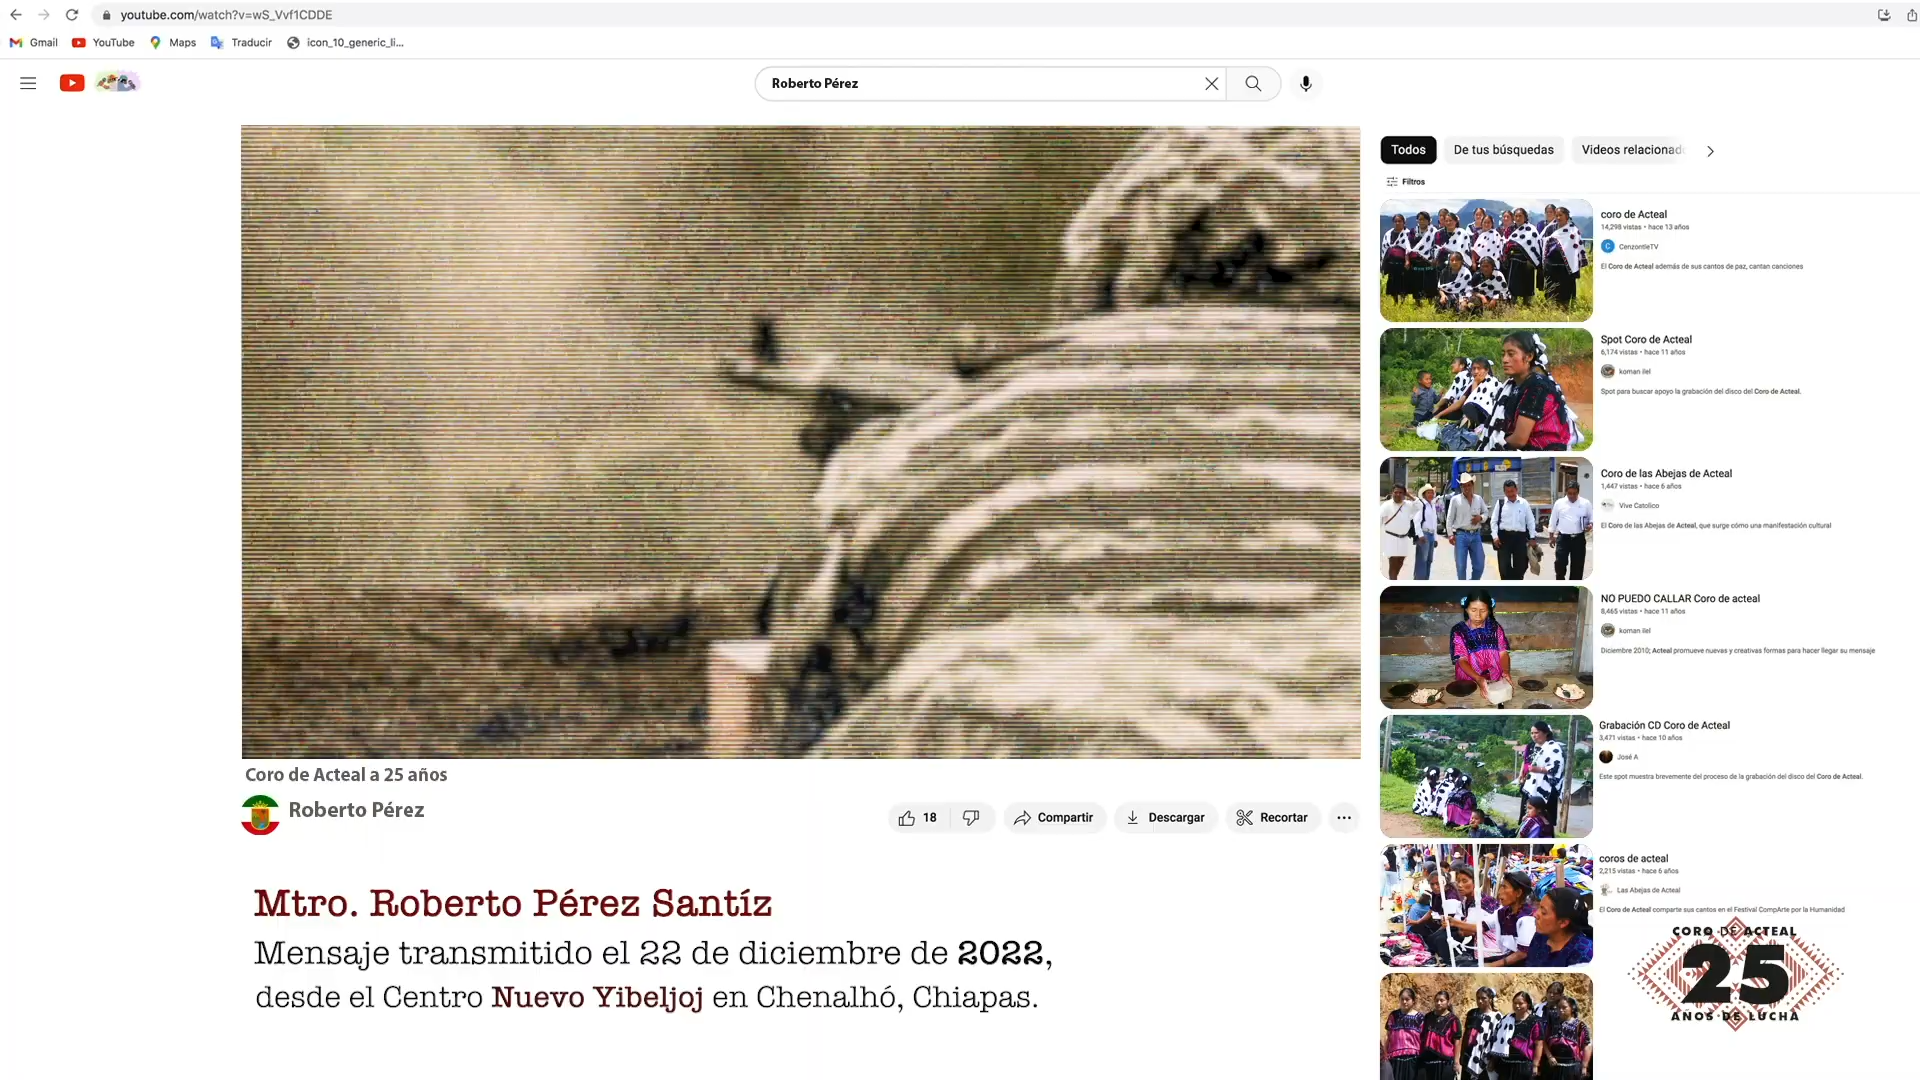 youtube.com/watch?v=wS_Vvf1CDDE
Gmail
YouTube
Maps
Traducir
icon_10_generic_li...
Roberto Pérez
Todos
De tus búsquedas
Videos relacionado
Filtros
coro de Acteal
14,298 vistas • hace 13 años
C
CenzontleTV
El Coro de Acteal además de sus cantos de paz, cantan canciones
Spot Coro de Acteal
6,174 vistas • hace 11 años
koman ilel
Spot para buscar apoyo la grabación del disco del Coro de Acteal.
Coro de las Abejas de Acteal
1,447 vistas • hace 6 años
Vive Catolico
El Coro de las Abejas de Acteal, que surge cómo una manifestación cultural
NO PUEDO CALLAR Coro de acteal
8,465 vistas • hace 11 años
koman ilel
Diciembre 2010; Acteal promueve nuevas y creativas formas para hacer llegar su mensaje
Grabación CD Coro de Acteal
3,471 vistas • hace 10 años
José A
Este spot muestra brevemente del proceso de la grabación del disco del Coro de Acteal.
coros de acteal
2,215 vistas • hace 6 años
Las Abejas de Acteal
El Coro de Acteal comparte sus cantos en el Festival CompArte por la Humanidad
Coro de Acteal a 25 años
Roberto Pérez
18
Compartir
Descargar
Recortar
Mtro. Roberto Pérez Santíz
Mensaje transmitido el 22 de diciembre de 2022,
desde el Centro Nuevo Yibeljoj en Chenalhó, Chiapas.
CORO DE ACTEAL
25
AÑOS DE LUCHA